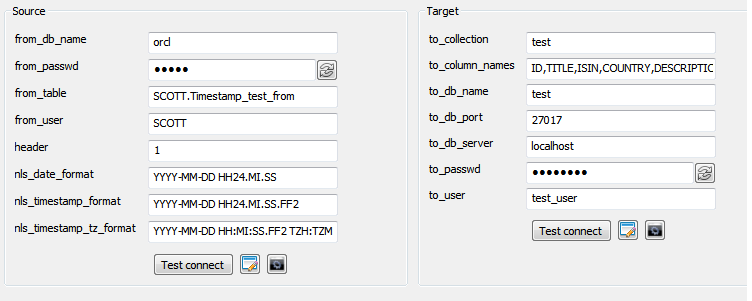 Source
from_db_name orcl
from_passwd •••••
from_table SCOTT.Timestamp_test_from
from_user SCOTT
header 1
nls_date_format YYYY-MM-DD HH24.MI.SS
nls_timestamp_format YYYY-MM-DD HH24.MI.SS.FF2
nls_timestamp_tz_format YYYY-MM-DD HH:MI:SS.FF2 TZH:TZM
Test connect
Target
to_collection test
to_column_names ID,TITLE,ISIN,COUNTRY,DESCRIPTIC
to_db_name test
to_db_port 27017
to_db_server localhost
to_passwd ••••••••
to_user test_user
Test connect